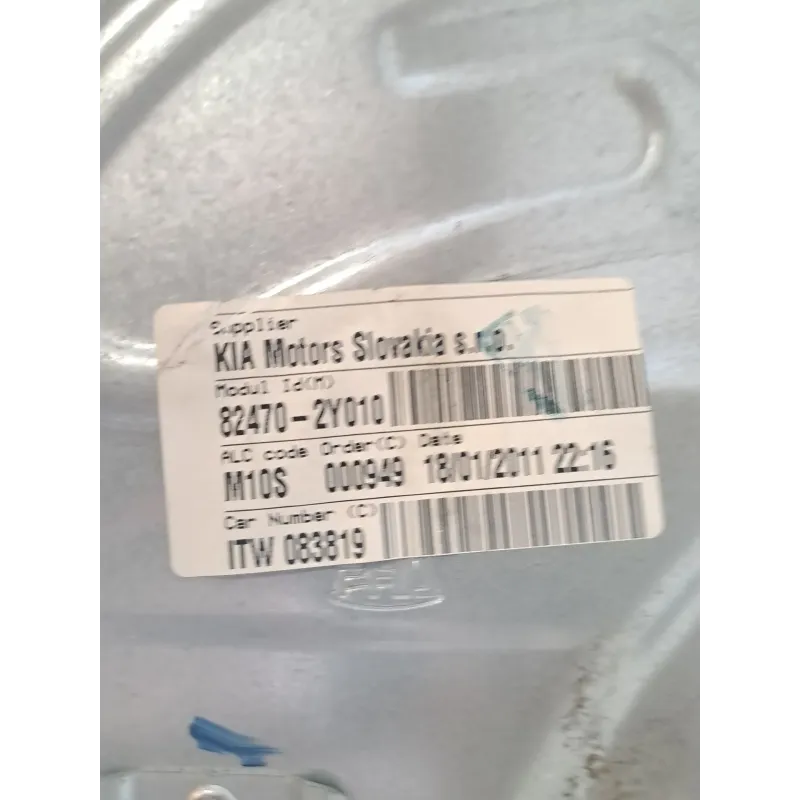 Supplier
KIA Motors Slovakia s.r.o.
Modul Id(M)
82470-2Y010
ALC code Order(C) Date
M10S 000949 18/01/2011 22:16
Car Number (C)
ITW 083819